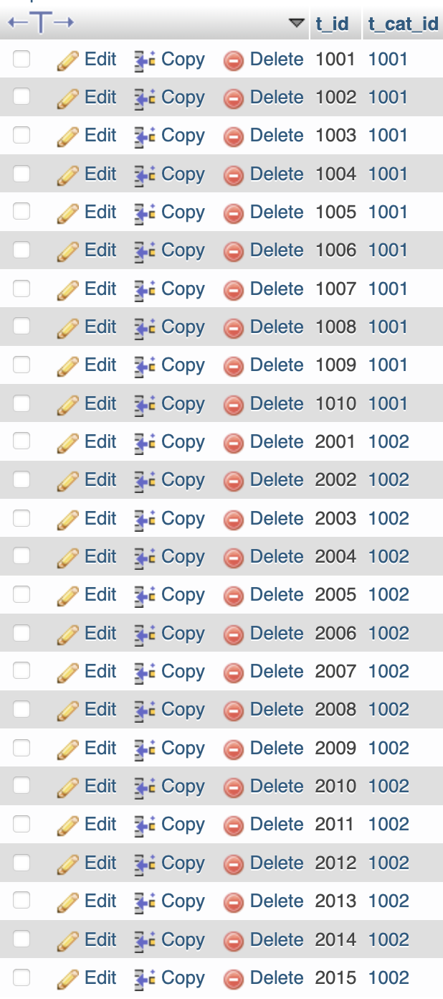 ←T→ t_id t_cat_id
Edit Copy Delete 1001 1001
Edit Copy Delete 1002 1001
Edit Copy Delete 1003 1001
Edit Copy Delete 1004 1001
Edit Copy Delete 1005 1001
Edit Copy Delete 1006 1001
Edit Copy Delete 1007 1001
Edit Copy Delete 1008 1001
Edit Copy Delete 1009 1001
Edit Copy Delete 1010 1001
Edit Copy Delete 2001 1002
Edit Copy Delete 2002 1002
Edit Copy Delete 2003 1002
Edit Copy Delete 2004 1002
Edit Copy Delete 2005 1002
Edit Copy Delete 2006 1002
Edit Copy Delete 2007 1002
Edit Copy Delete 2008 1002
Edit Copy Delete 2009 1002
Edit Copy Delete 2010 1002
Edit Copy Delete 2011 1002
Edit Copy Delete 2012 1002
Edit Copy Delete 2013 1002
Edit Copy Delete 2014 1002
Edit Copy Delete 2015 1002